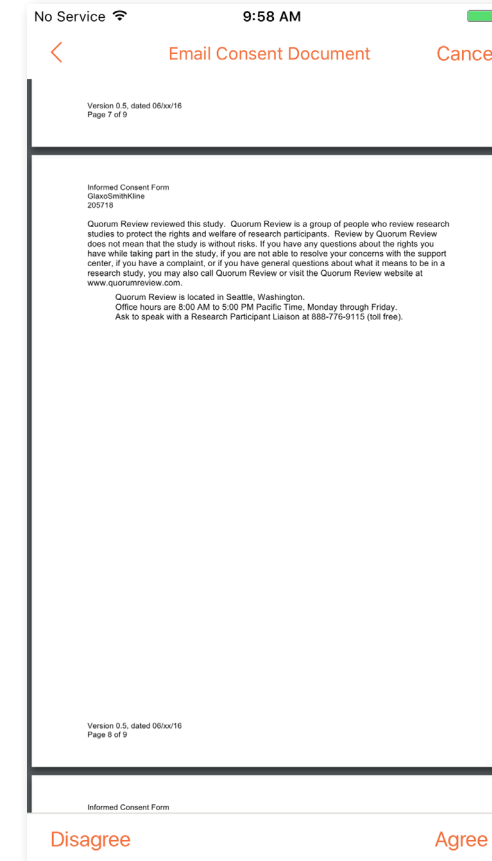 No Service 9:58 AM
Email Consent Document Cance
Version 0.5, dated 06/xx/16
Page 7 of 9
Informed Consent Form
GlaxoSmithKline
205718
Quorum Review reviewed this study. Quorum Review is a group of people who review research
studies to protect the rights and welfare of research participants. Review by Quorum Review
does not mean that the study is without risks. If you have any questions about the rights you
have while taking part in the study, if you are not able to resolve your concerns with the support
center, if you have a complaint, or if you have general questions about what it means to be in a
research study, you may also call Quorum Review or visit the Quorum Review website at
www.quorumreview.com.
Quorum Review is located in Seattle, Washington.
Office hours are 8:00 AM to 5:00 PM Pacific Time, Monday through Friday.
Ask to speak with a Research Participant Liaison at 888-776-9115 (toll free).
Version 0.5, dated 06/xx/16
Page 8 of 9
Informed Consent Form
Disagree Agree